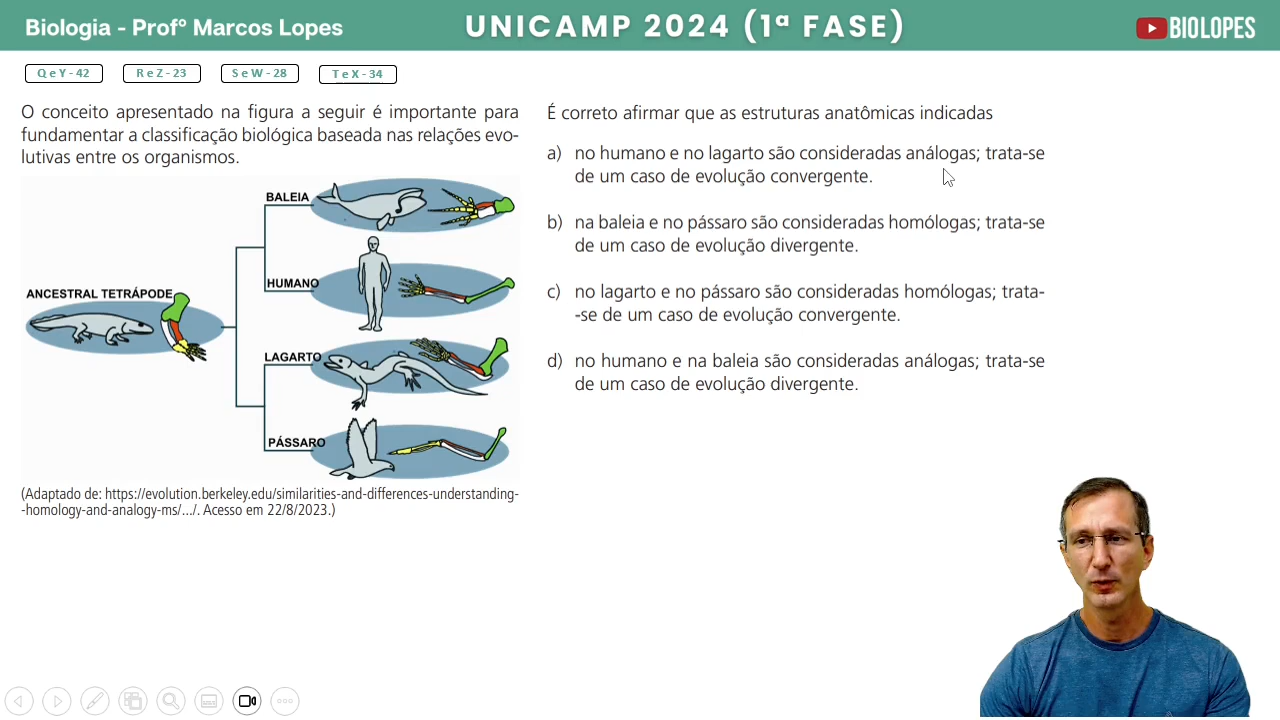 Biologia - Profº Marcos Lopes
UNICAMP 2024 (1ª FASE)
BIOLOPES
Q e Y - 42
R e Z - 23
S e W - 28
T e X - 34
O conceito apresentado na figura a seguir é importante para
fundamentar a classificação biológica baseada nas relações evo-
lutivas entre os organismos.
BALEIA
HUMANO
ANCESTRAL TETRÁPODE
LAGARTO
PÁSSARO
(Adaptado de: https://evolution.berkeley.edu/similarities-and-differences-understanding-
-homology-and-analogy-ms/.../. Acesso em 22/8/2023.)
É correto afirmar que as estruturas anatômicas indicadas
a) no humano e no lagarto são consideradas análogas; trata-se
de um caso de evolução convergente.
b) na baleia e no pássaro são consideradas homólogas; trata-se
de um caso de evolução divergente.
c) no lagarto e no pássaro são consideradas homólogas; trata-
-se de um caso de evolução convergente.
d) no humano e na baleia são consideradas análogas; trata-se
de um caso de evolução divergente.